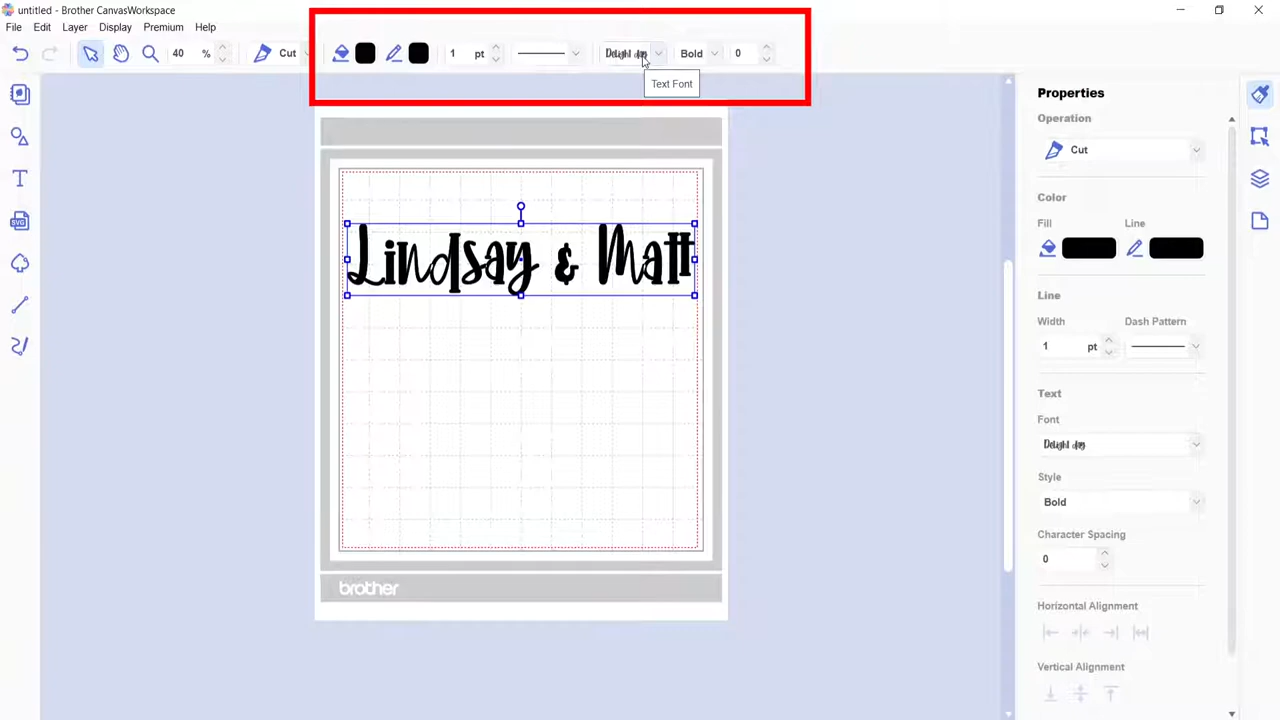 untitled - Brother CanvasWorkspace
File Edit Layer Display Premium Help
40 % Cut 1 pt Bold 0
Text Font
Lindsay & Matt
brother
Properties
Operation
Cut
Color
Fill Line
Line
Width Dash Pattern
1 pt
Text
Font
Style
Bold
Character Spacing
0
Horizontal Alignment
Vertical Alignment
SVG